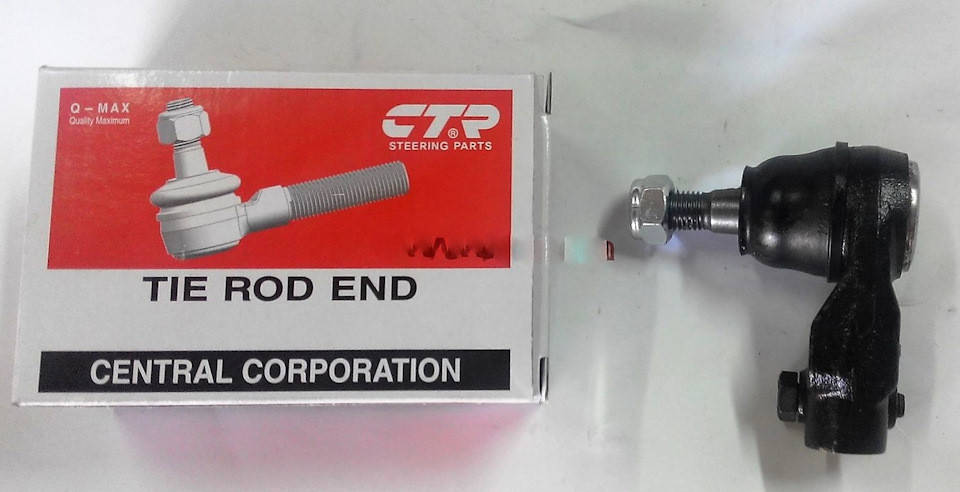 Q – MAX
Quality Maximum
CTR®
STEERING PARTS
TIE ROD END
CENTRAL CORPORATION